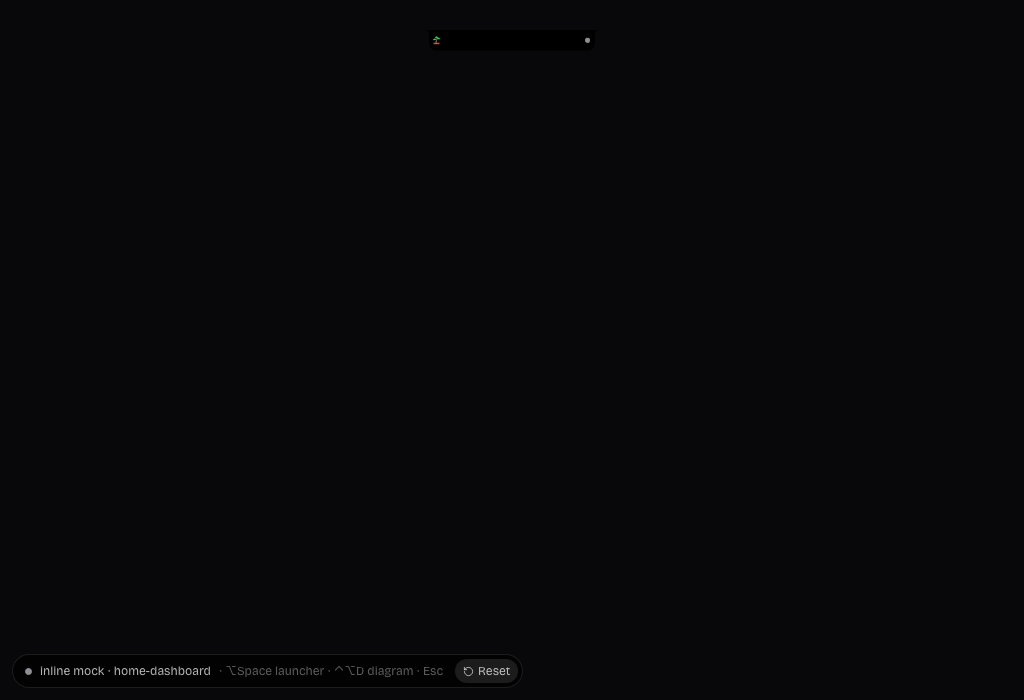 inline mock · home-dashboard · ⌥Space launcher · ^⌥D diagram · Esc Reset